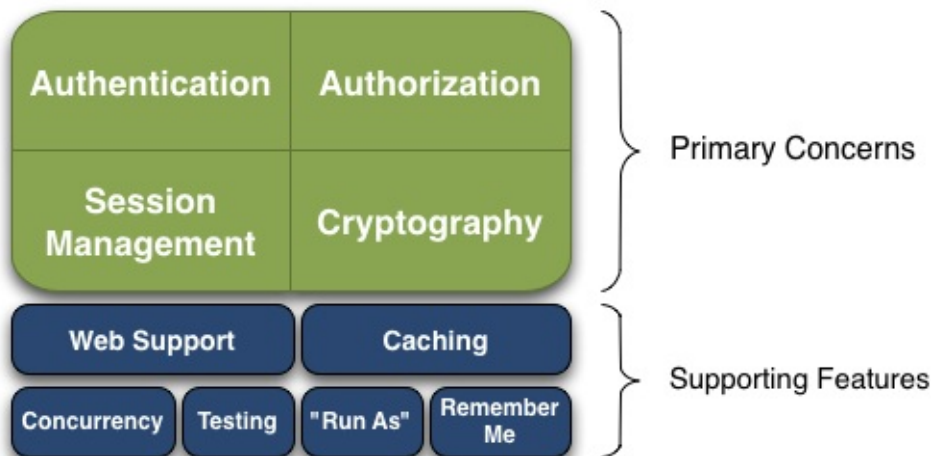 Authentication
Authorization
Primary Concerns
Session
Management
Cryptography
Web Support
Caching
Supporting Features
Concurrency
Testing
"Run As"
Remember
Me